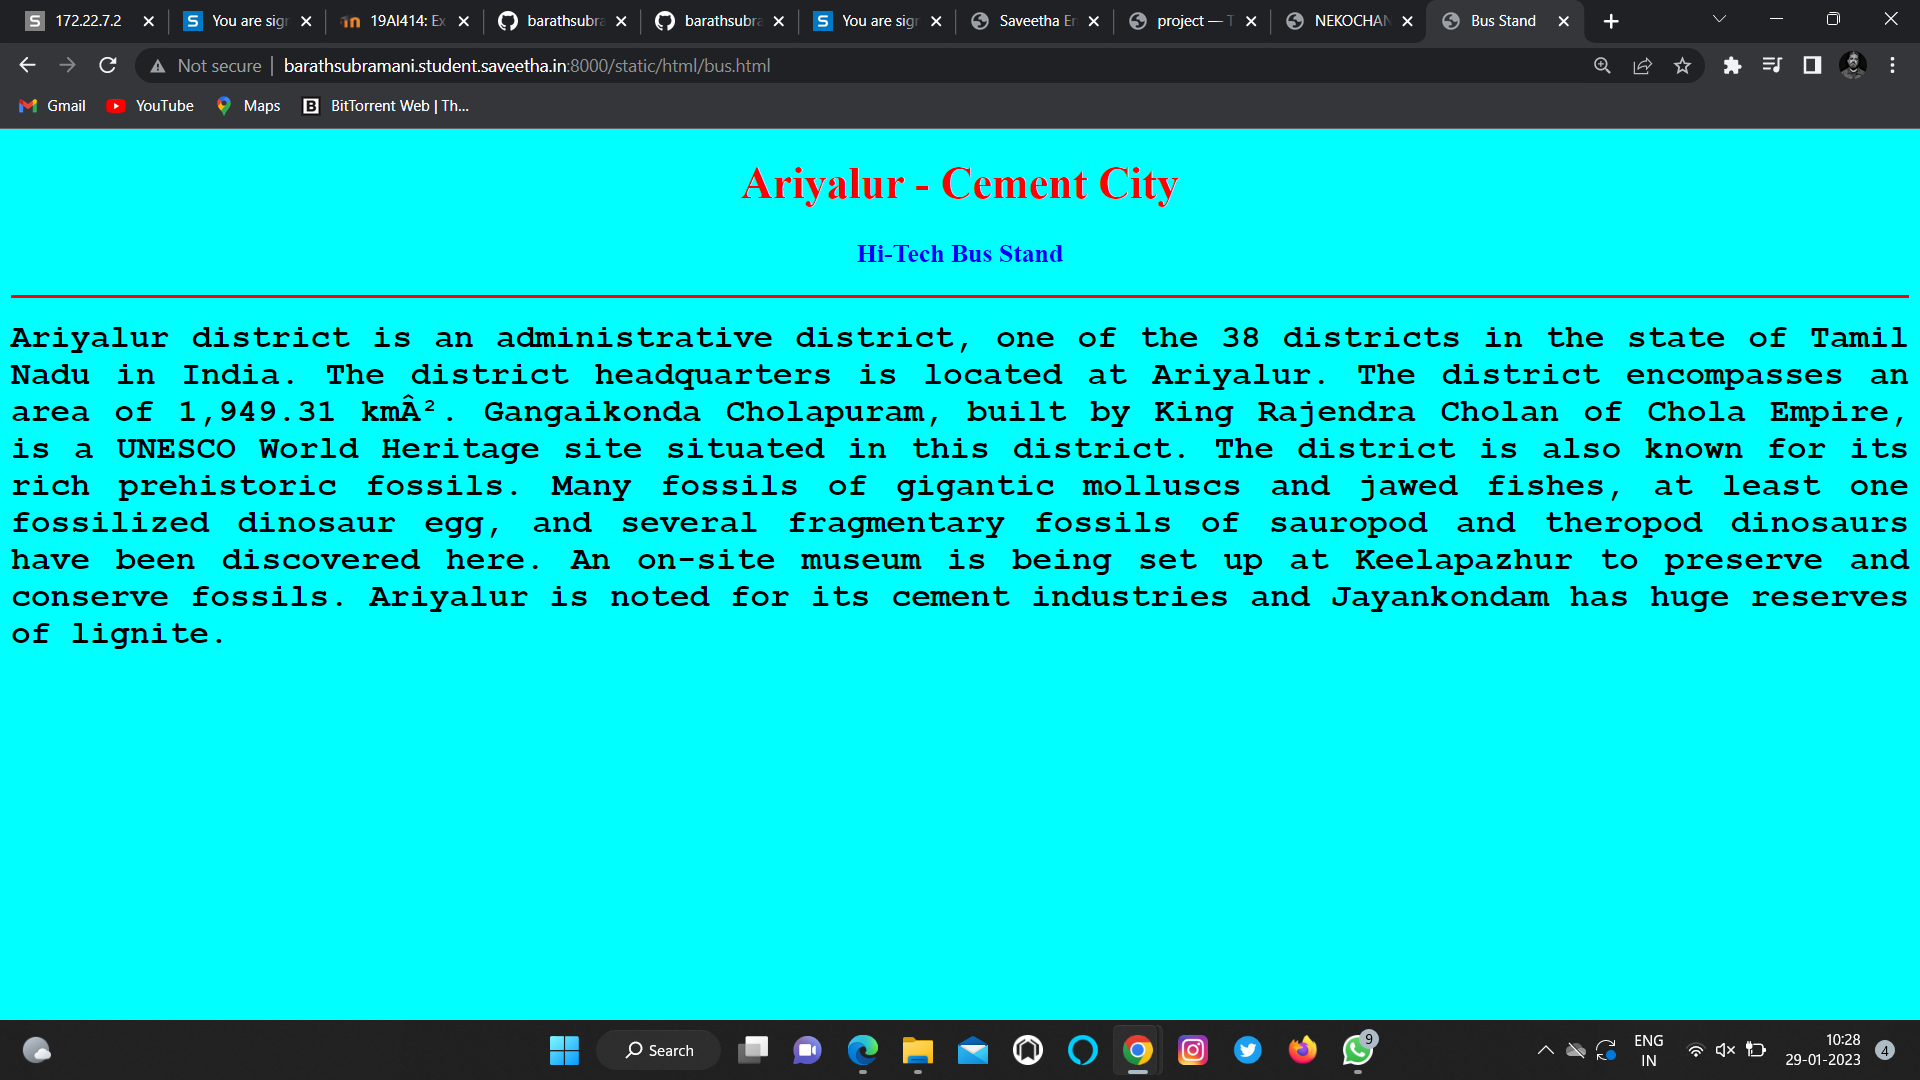 172.22.7.2
You are sig
19AI414: Ex
barathsubra
barathsubra
You are sig
Saveetha En
project — T
NEKOCHAN
Bus Stand
Not secure | barathsubramani.student.saveetha.in:8000/static/html/bus.html
Gmail YouTube Maps BitTorrent Web | Th...
Ariyalur - Cement City
Hi-Tech Bus Stand
Ariyalur district is an administrative district, one of the 38 districts in the state of Tamil
Nadu in India. The district headquarters is located at Ariyalur. The district encompasses an
area of 1,949.31 kmÂ². Gangaikonda Cholapuram, built by King Rajendra Cholan of Chola Empire,
is a UNESCO World Heritage site situated in this district. The district is also known for its
rich prehistoric fossils. Many fossils of gigantic molluscs and jawed fishes, at least one
fossilized dinosaur egg, and several fragmentary fossils of sauropod and theropod dinosaurs
have been discovered here. An on-site museum is being set up at Keelapazhur to preserve and
conserve fossils. Ariyalur is noted for its cement industries and Jayankondam has huge reserves
of lignite.
Search
9
ENG
IN
10:28
29-01-2023
4